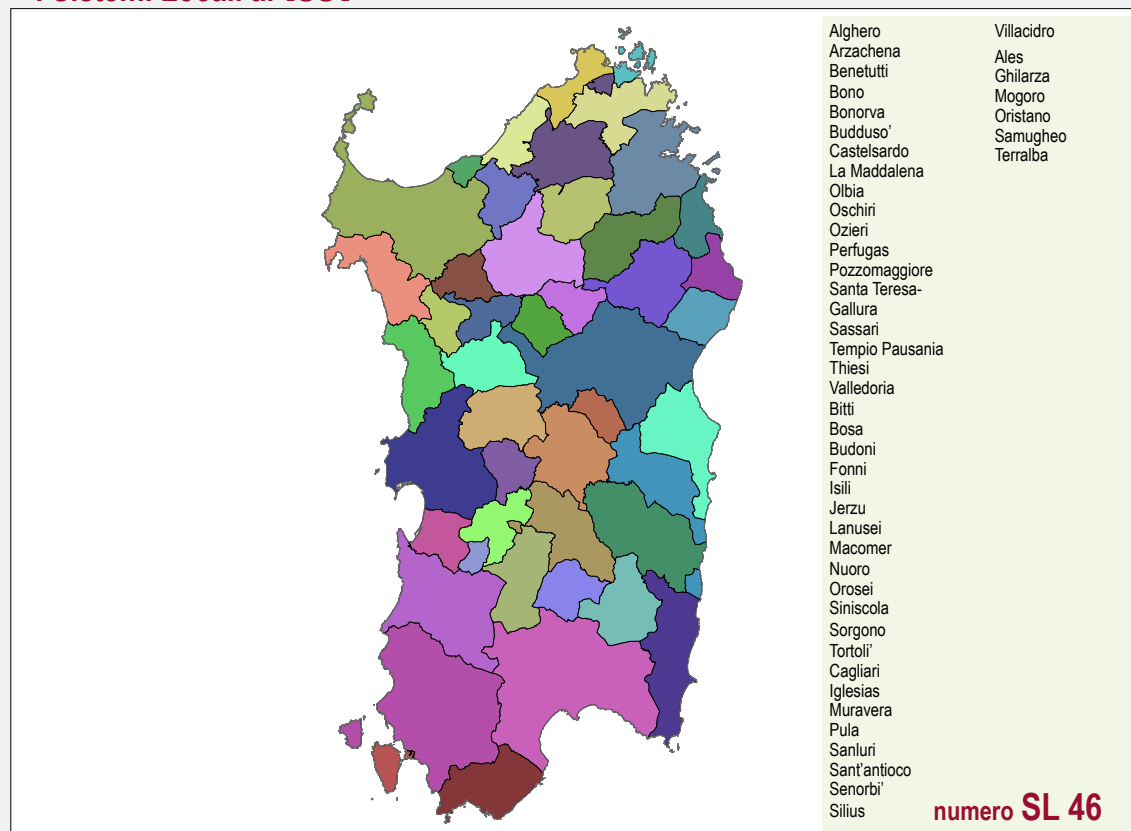 Alghero
Arzachena
Benetutti
Bono
Bonorva
Budduso'
Castelsardo
La Maddalena
Olbia
Oschiri
Ozieri
Perfugas
Pozzomaggiore
Santa Teresa-
Gallura
Sassari
Tempio Pausania
Thiesi
Valledoria
Bitti
Bosa
Budoni
Fonni
Isili
Jerzu
Lanusei
Macomer
Nuoro
Orosei
Siniscola
Sorgono
Tortoli'
Cagliari
Iglesias
Muravera
Pula
Sanluri
Sant'antioco
Senorbi'
Silius
Villacidro
Ales
Ghilarza
Mogoro
Oristano
Samugheo
Terralba
numero SL 46